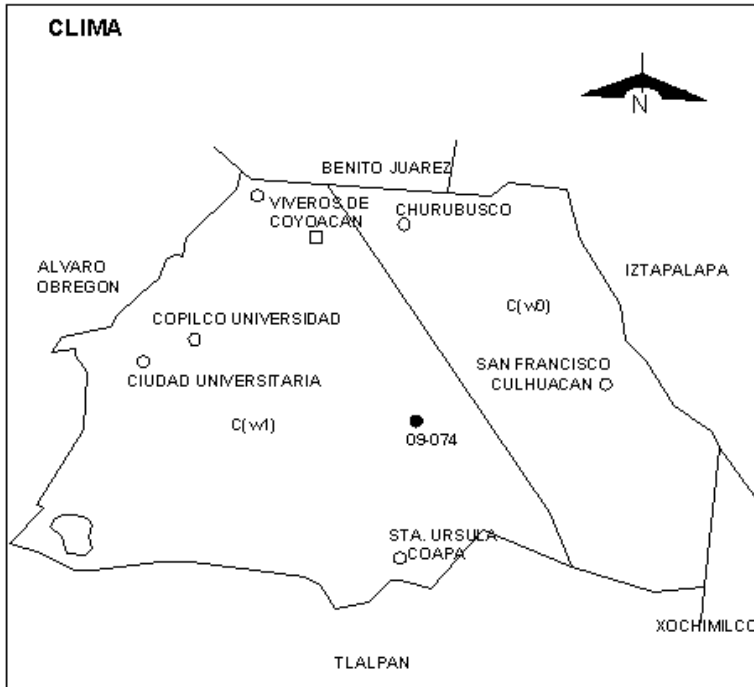 CLIMA
N
BENITO JUAREZ
VIVEROS DE
COYOACAN
CHURUBUSCO
ALVARO
OBREGON
IZTAPALAPA
C(w0)
COPILCO UNIVERSIDAD
CIUDAD UNIVERSITARIA
SAN FRANCISCO
CULHUACAN
C(w1)
09-074
STA. URSULA
COAPA
XOCHIMILCO
TLALPAN